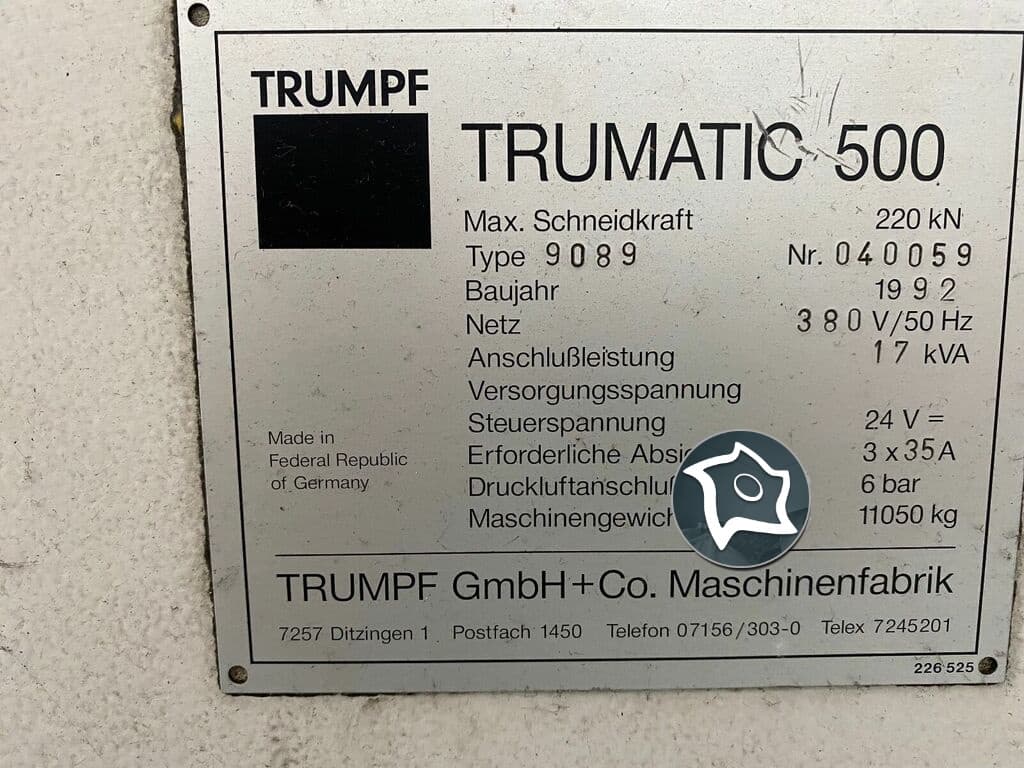 TRUMPF
TRUMATIC 500
Max. Schneidkraft 220 kN
Type 9089 Nr. 040059
Baujahr 1992
Netz 380 V/50 Hz
Anschlußleistung 17 kVA
Versorgungsspannung
Steuerspannung 24 V =
Erforderliche 3 x 35 A
6 bar
11050 kg
Made in
Federal Republic
of Germany
TRUMPF GmbH+Co. Maschinenfabrik
7257 Ditzingen 1 Postfach 1450 Telefon 07156/303-0 Telex 7245201
226 525